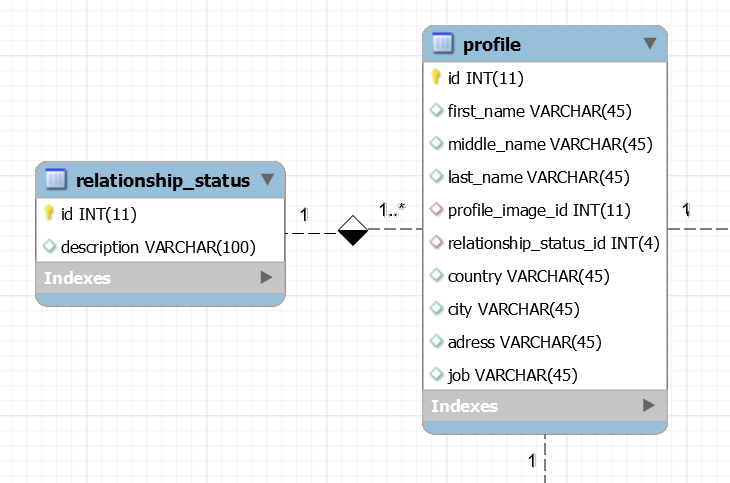 relationship_status
id INT(11)
description VARCHAR(100)
Indexes
1
1..*
profile
id INT(11)
first_name VARCHAR(45)
middle_name VARCHAR(45)
last_name VARCHAR(45)
profile_image_id INT(11)
relationship_status_id INT(4)
country VARCHAR(45)
city VARCHAR(45)
adress VARCHAR(45)
job VARCHAR(45)
Indexes
1
1